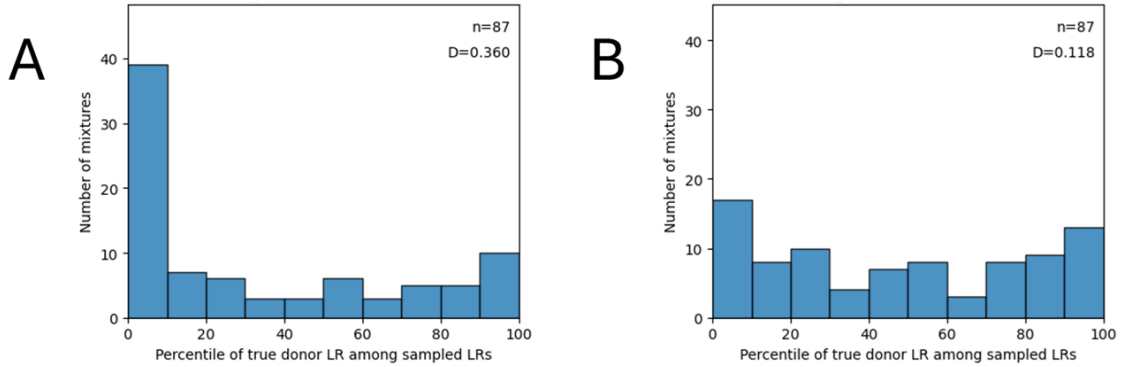 A
n=87
D=0.360
Number of mixtures
40
30
20
10
0
0 20 40 60 80 100
Percentile of true donor LR among sampled LRs
B
n=87
D=0.118
Number of mixtures
40
30
20
10
0
0 20 40 60 80 100
Percentile of true donor LR among sampled LRs